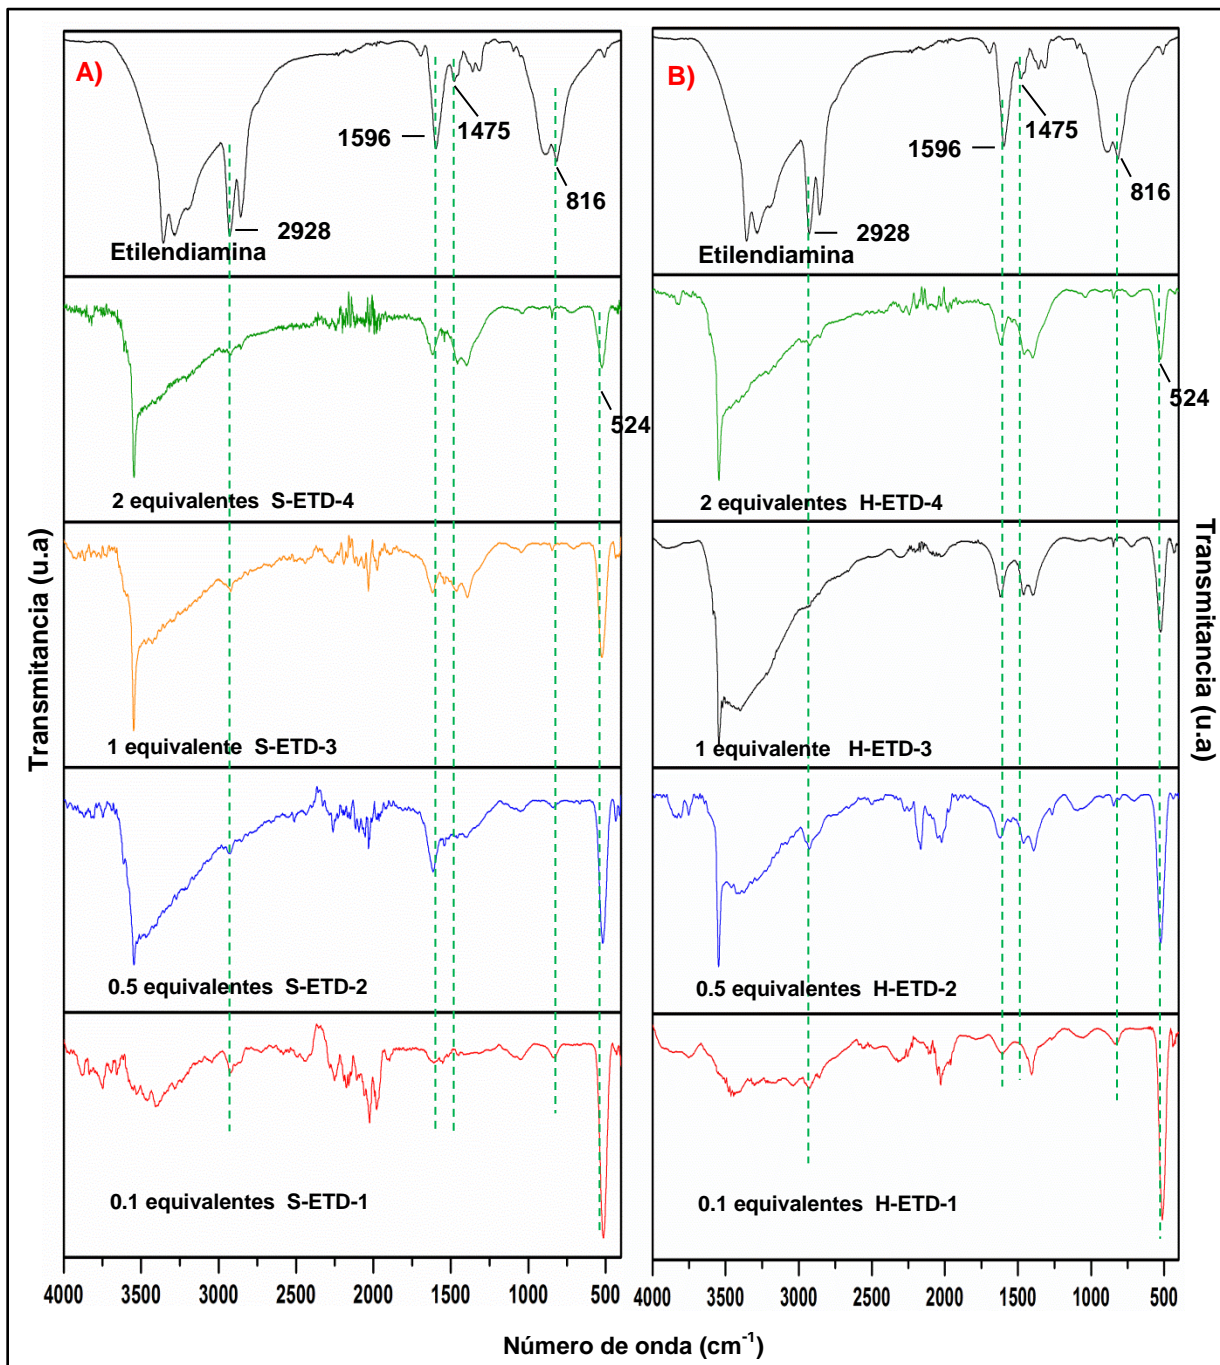 A)
1596
1475
816
2928
Etilendiamina
524
2 equivalentes S-ETD-4
1 equivalente S-ETD-3
0.5 equivalentes S-ETD-2
0.1 equivalentes S-ETD-1
Transmitancia (u.a)
4000 3500 3000 2500 2000 1500 1000 500
B)
1596
1475
816
2928
Etilendiamina
524
2 equivalentes H-ETD-4
1 equivalente H-ETD-3
0.5 equivalentes H-ETD-2
0.1 equivalentes H-ETD-1
Transmitancia (u.a)
4000 3500 3000 2500 2000 1500 1000 500
Número de onda (cm⁻¹)